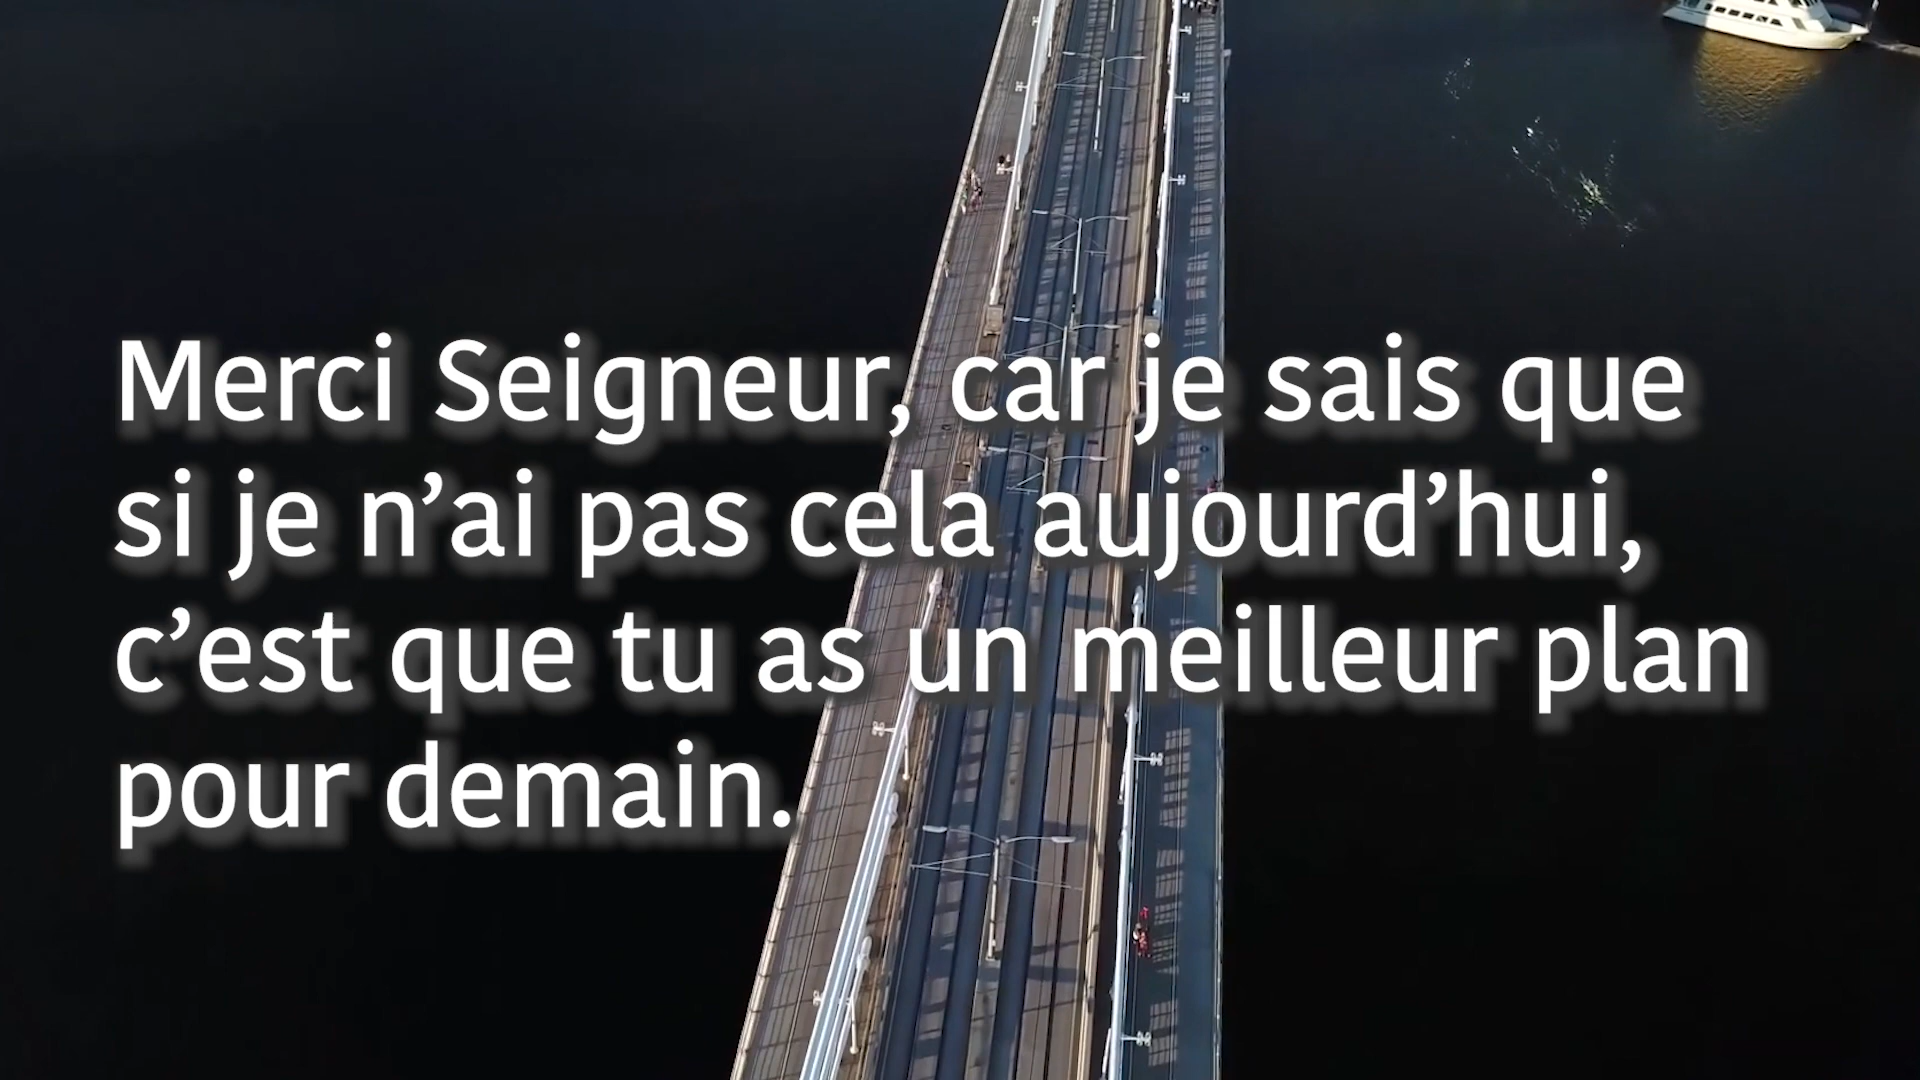 Merci Seigneur, car je sais que
si je n’ai pas cela aujourd’hui,
c’est que tu as un meilleur plan
pour demain.